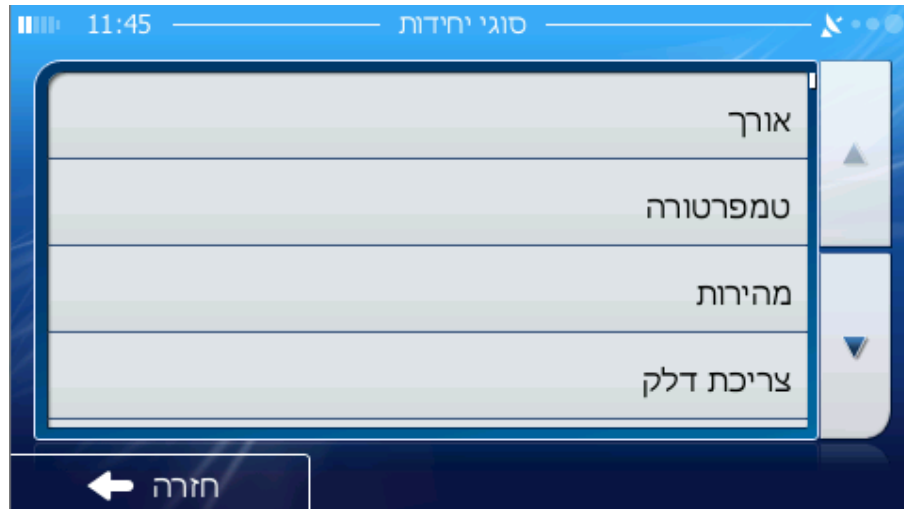 11:45 סוגי יחידות
אורך
טמפרטורה
מהירות
צריכת דלק
חזרה